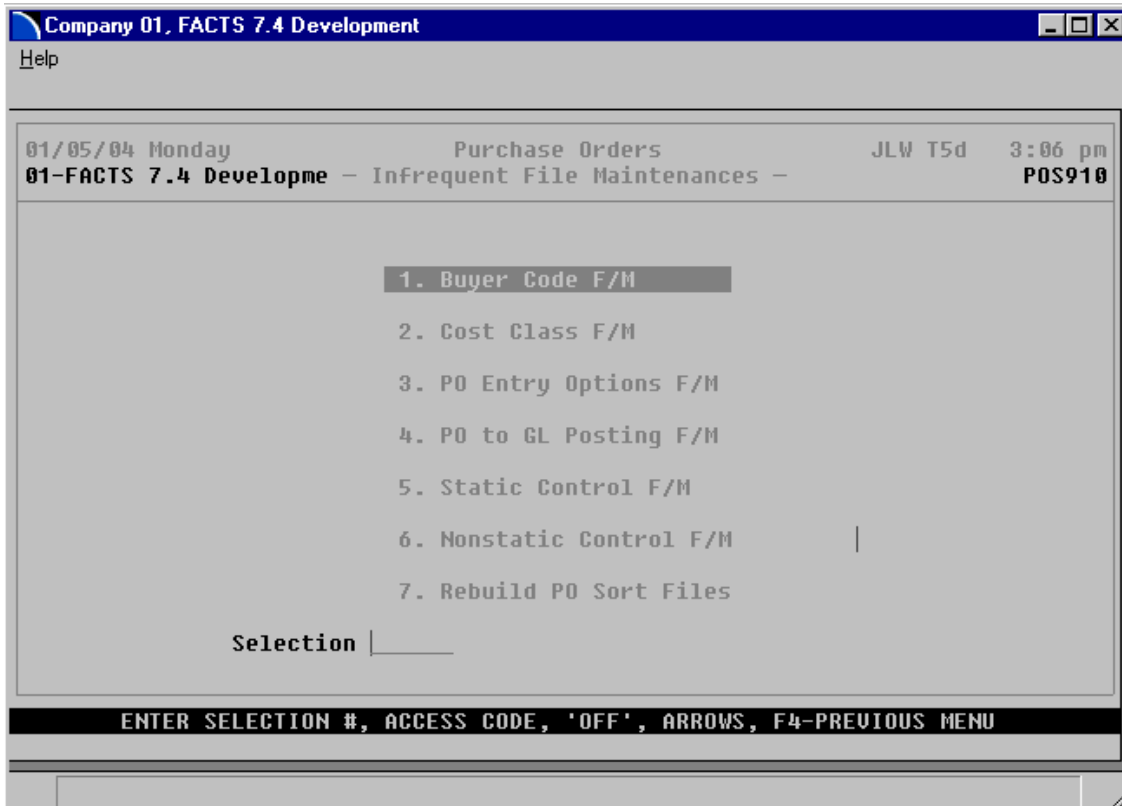 Company 01, FACTS 7.4 Development
Help
01/05/04 Monday Purchase Orders JLW T5d 3:06 pm
01-FACTS 7.4 Developme — Infrequent File Maintenances — POS910
1. Buyer Code F/M
2. Cost Class F/M
3. PO Entry Options F/M
4. PO to GL Posting F/M
5. Static Control F/M
6. Nonstatic Control F/M
7. Rebuild PO Sort Files
Selection
ENTER SELECTION #, ACCESS CODE, 'OFF', ARROWS, F4-PREVIOUS MENU